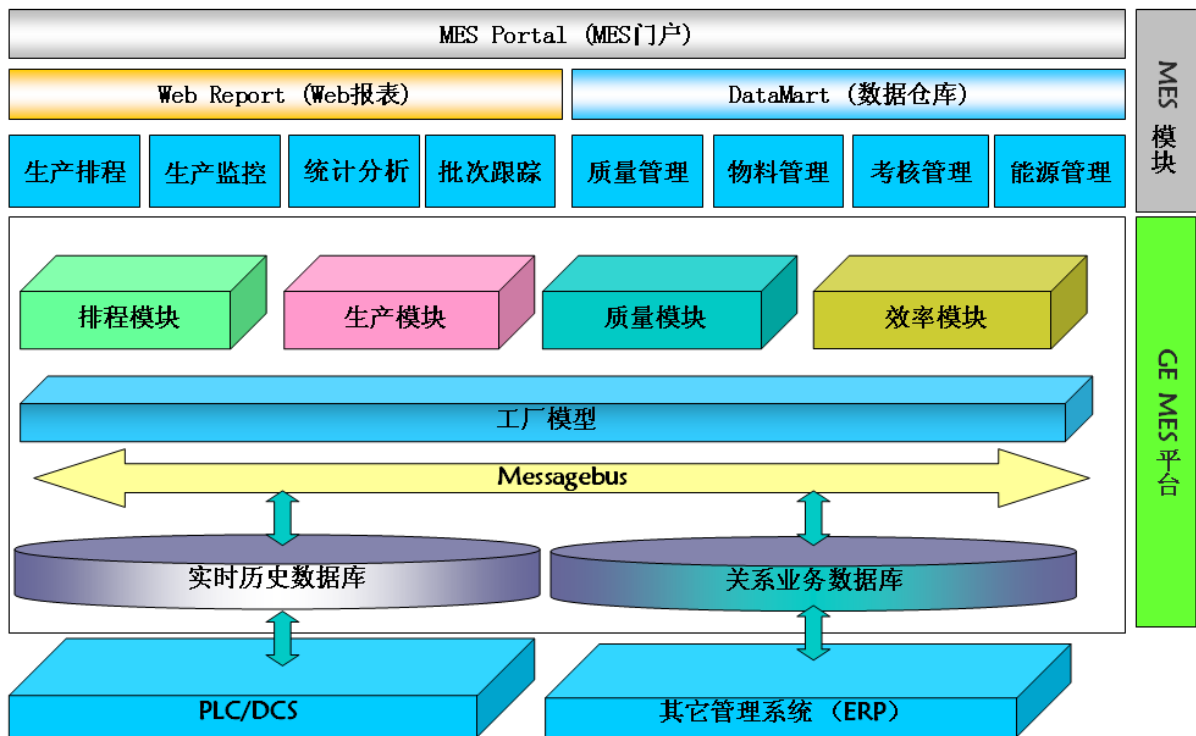 MES Portal (MES门户)
Web Report (Web报表)
DataMart (数据仓库)
MES 模块
生产排程
生产监控
统计分析
批次跟踪
质量管理
物料管理
考核管理
能源管理
排程模块
生产模块
质量模块
效率模块
GE MES平台
工厂模型
Messagebus
实时历史数据库
关系业务数据库
PLC/DCS
其它管理系统（ERP）